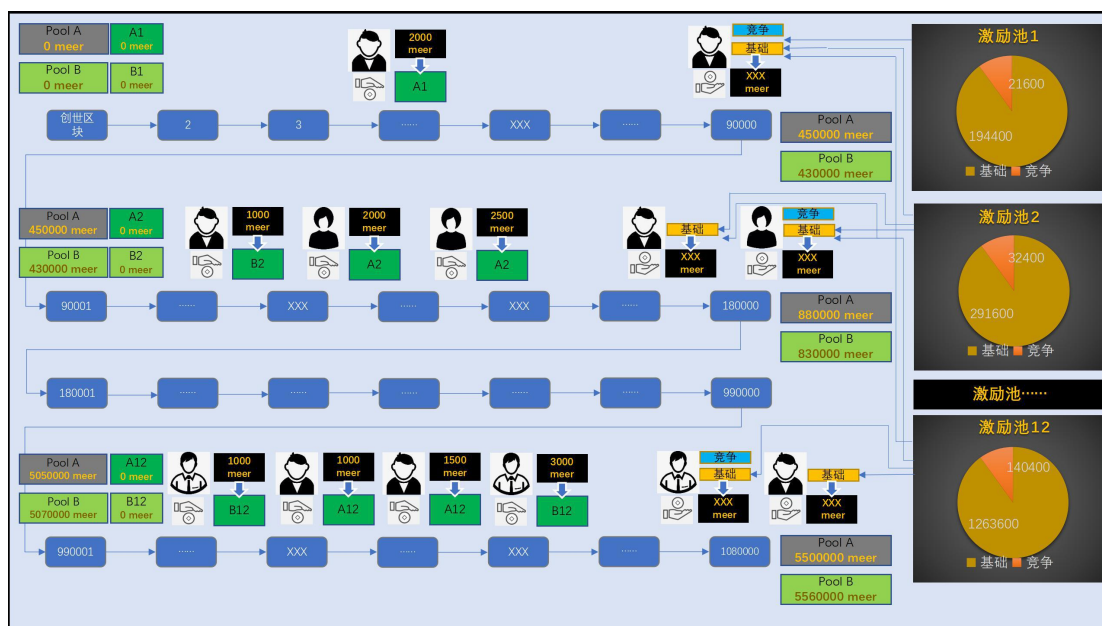 Pool A
0 meer
A1
0 meer
Pool B
0 meer
B1
0 meer
2000
meer
A1
竞争
基础
XXX
meer
创世区
块
2
3
……
XXX
……
90000
Pool A
450000 meer
Pool B
430000 meer
激励池1
21600
194400
基础
竞争
Pool A
450000 meer
A2
0 meer
Pool B
430000 meer
B2
0 meer
1000
meer
B2
2000
meer
A2
2500
meer
A2
基础
XXX
meer
竞争
基础
XXX
meer
90001
……
XXX
……
XXX
……
180000
Pool A
880000 meer
Pool B
830000 meer
激励池2
32400
291600
基础
竞争
180001
……
……
……
……
……
990000
激励池……
Pool A
5050000 meer
A12
0 meer
Pool B
5070000 meer
B12
0 meer
1000
meer
B12
1000
meer
A12
1500
meer
A12
3000
meer
B12
竞争
基础
XXX
meer
基础
XXX
meer
990001
……
XXX
……
XXX
……
1080000
Pool A
5500000 meer
Pool B
5560000 meer
激励池12
140400
1263600
基础
竞争